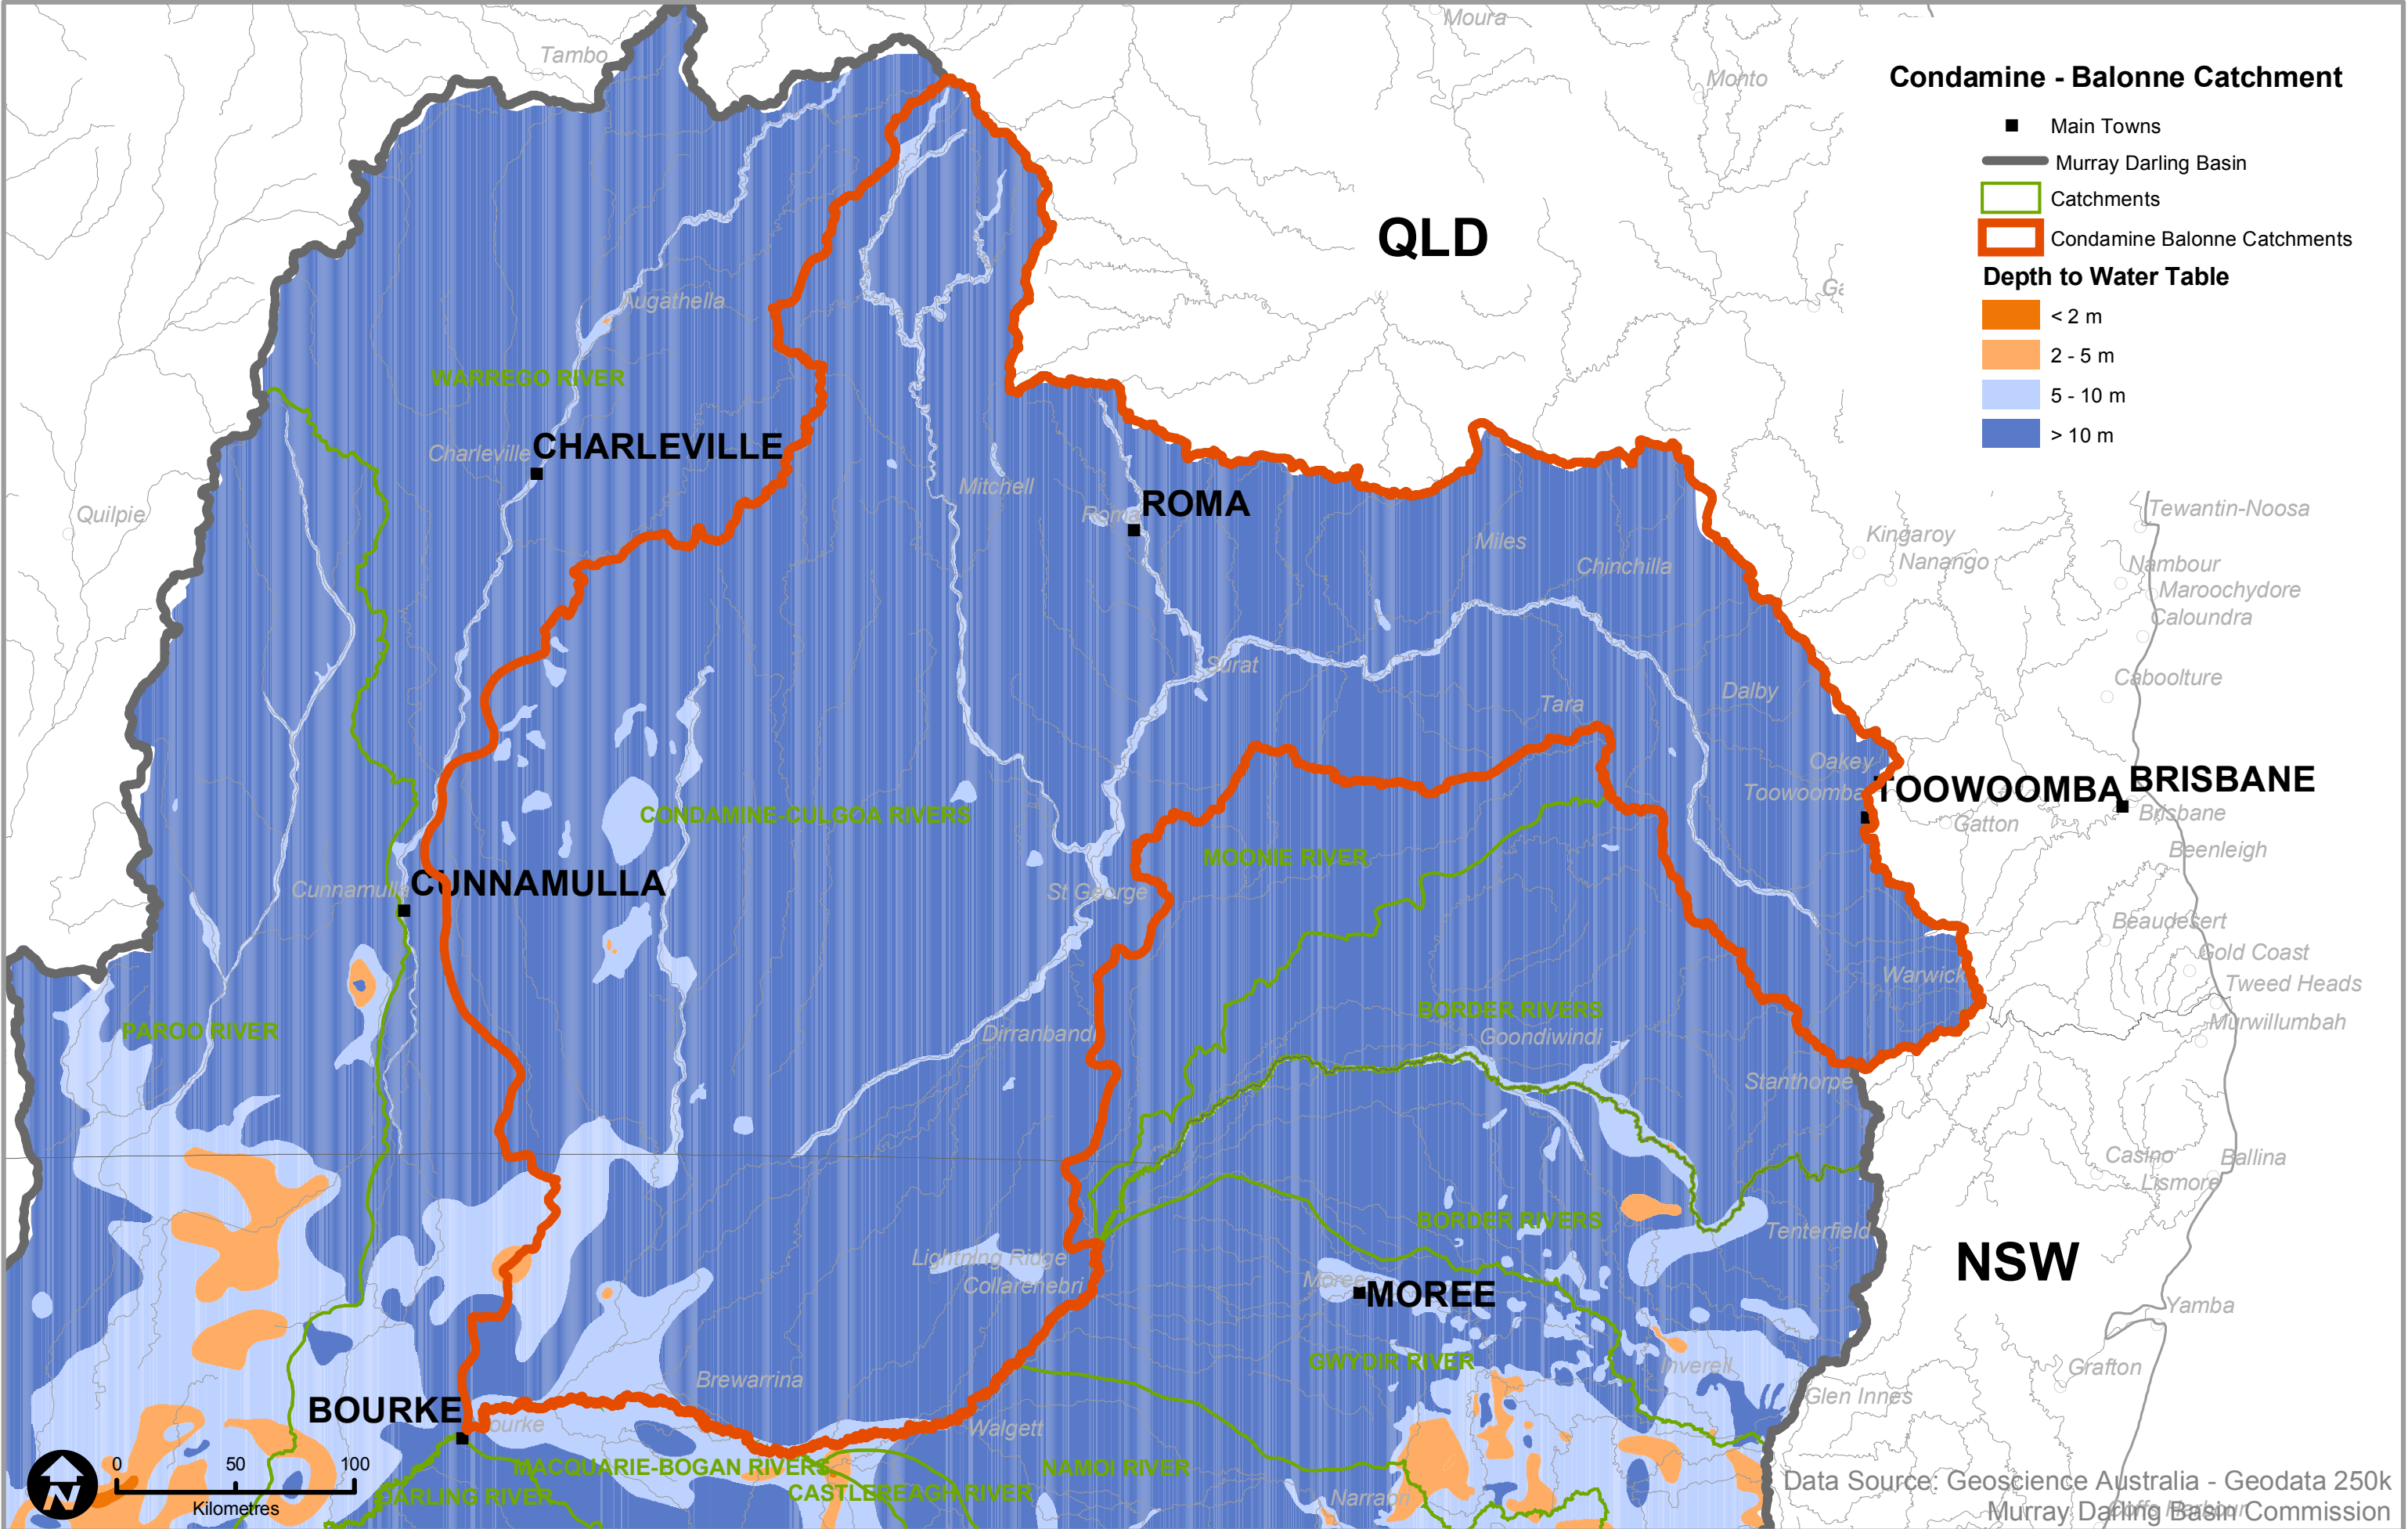 Moura
Tambo
Monto
Condamine - Balonne Catchment
Main Towns
Murray Darling Basin
Catchments
Condamine Balonne Catchments
Depth to Water Table
< 2 m
2 - 5 m
5 - 10 m
> 10 m
QLD
Augathella
WARREGO RIVER
Charleville
CHARLEVILLE
Mitchell
Roma
ROMA
Quilpie
Miles
Chinchilla
Tewantin-Noosa
Kingaroy
Nanango
Nambour
Maroochydore
Caloundra
Surat
Tara
Dalby
Caboolture
Oakey
Toowoomba
TOOWOOMBA
BRISBANE
Brisbane
Gatton
CONDAMINE-CULGOA RIVERS
MOONIE RIVER
Beenleigh
Cunnamulla
CUNNAMULLA
St George
Beaudesert
Gold Coast
Warwick
Tweed Heads
PAROO RIVER
BORDER RIVERS
Dirranbandi
Goondiwindi
Murwillumbah
Stanthorpe
Casino
Ballina
Lismore
BORDER RIVERS
Tenterfield
Lightning Ridge
Collarenebri
Moree
MOREE
NSW
Yamba
GWYDIR RIVER
Inverell
Grafton
Brewarrina
Glen Innes
BOURKE
ourke
Walgett
0 50 100
Kilometres
N
MACQUARIE-BOGAN RIVERS
NAMOI RIVER
DARLING RIVER
CASTLEREAGH RIVER
Narrabri
Data Source: Geoscience Australia - Geodata 250k
Murray Darling Basin Commission
Coffs Harbour